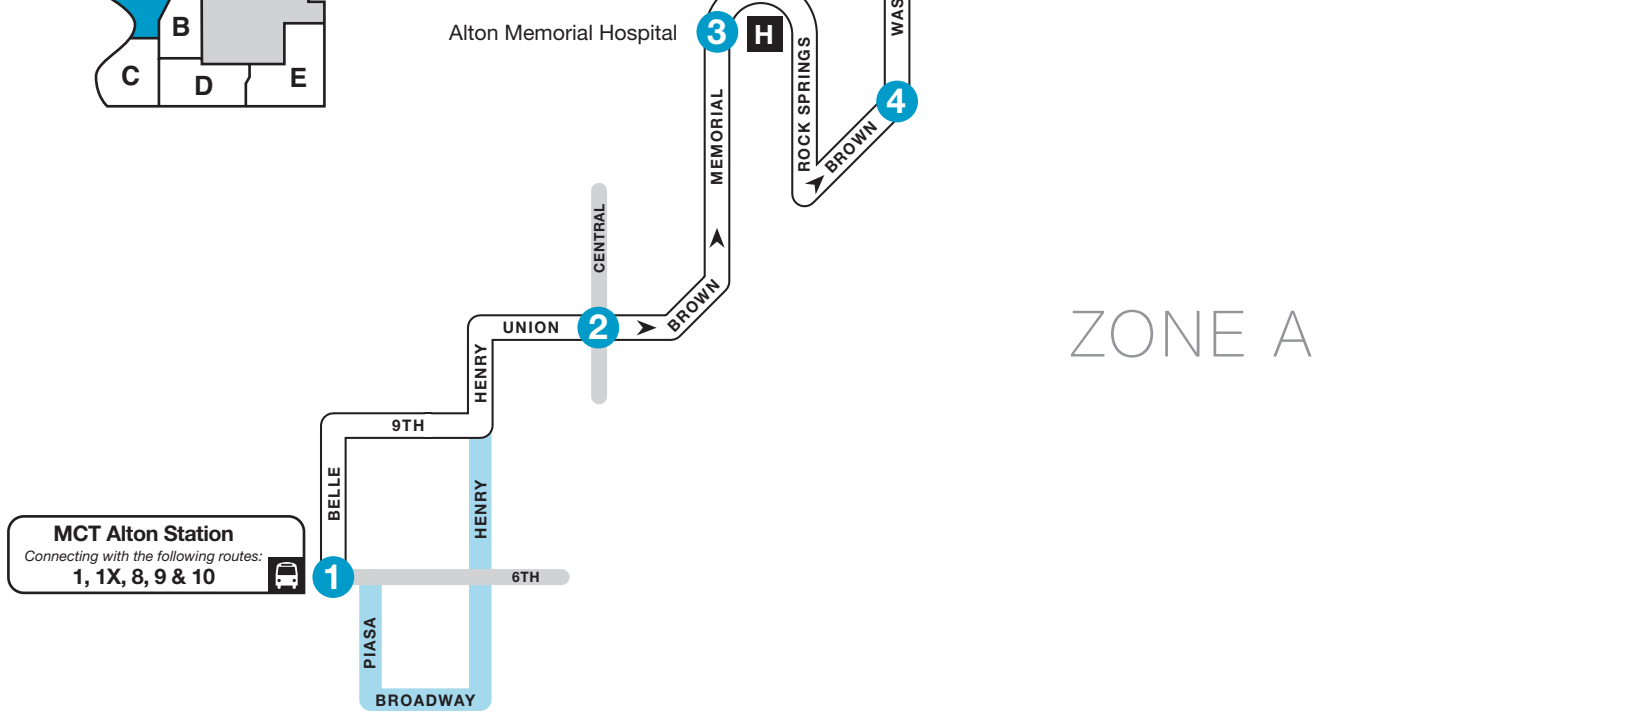 B
C
D
E
Alton Memorial Hospital
3
H
ROCK SPRINGS
4
BROWN
MEMORIAL
CENTRAL
BROWN
UNION
2
HENRY
ZONE A
9TH
BELLE
HENRY
MCT Alton Station
Connecting with the following routes:
1, 1X, 8, 9 & 10
1
6TH
PIASA
BROADWAY